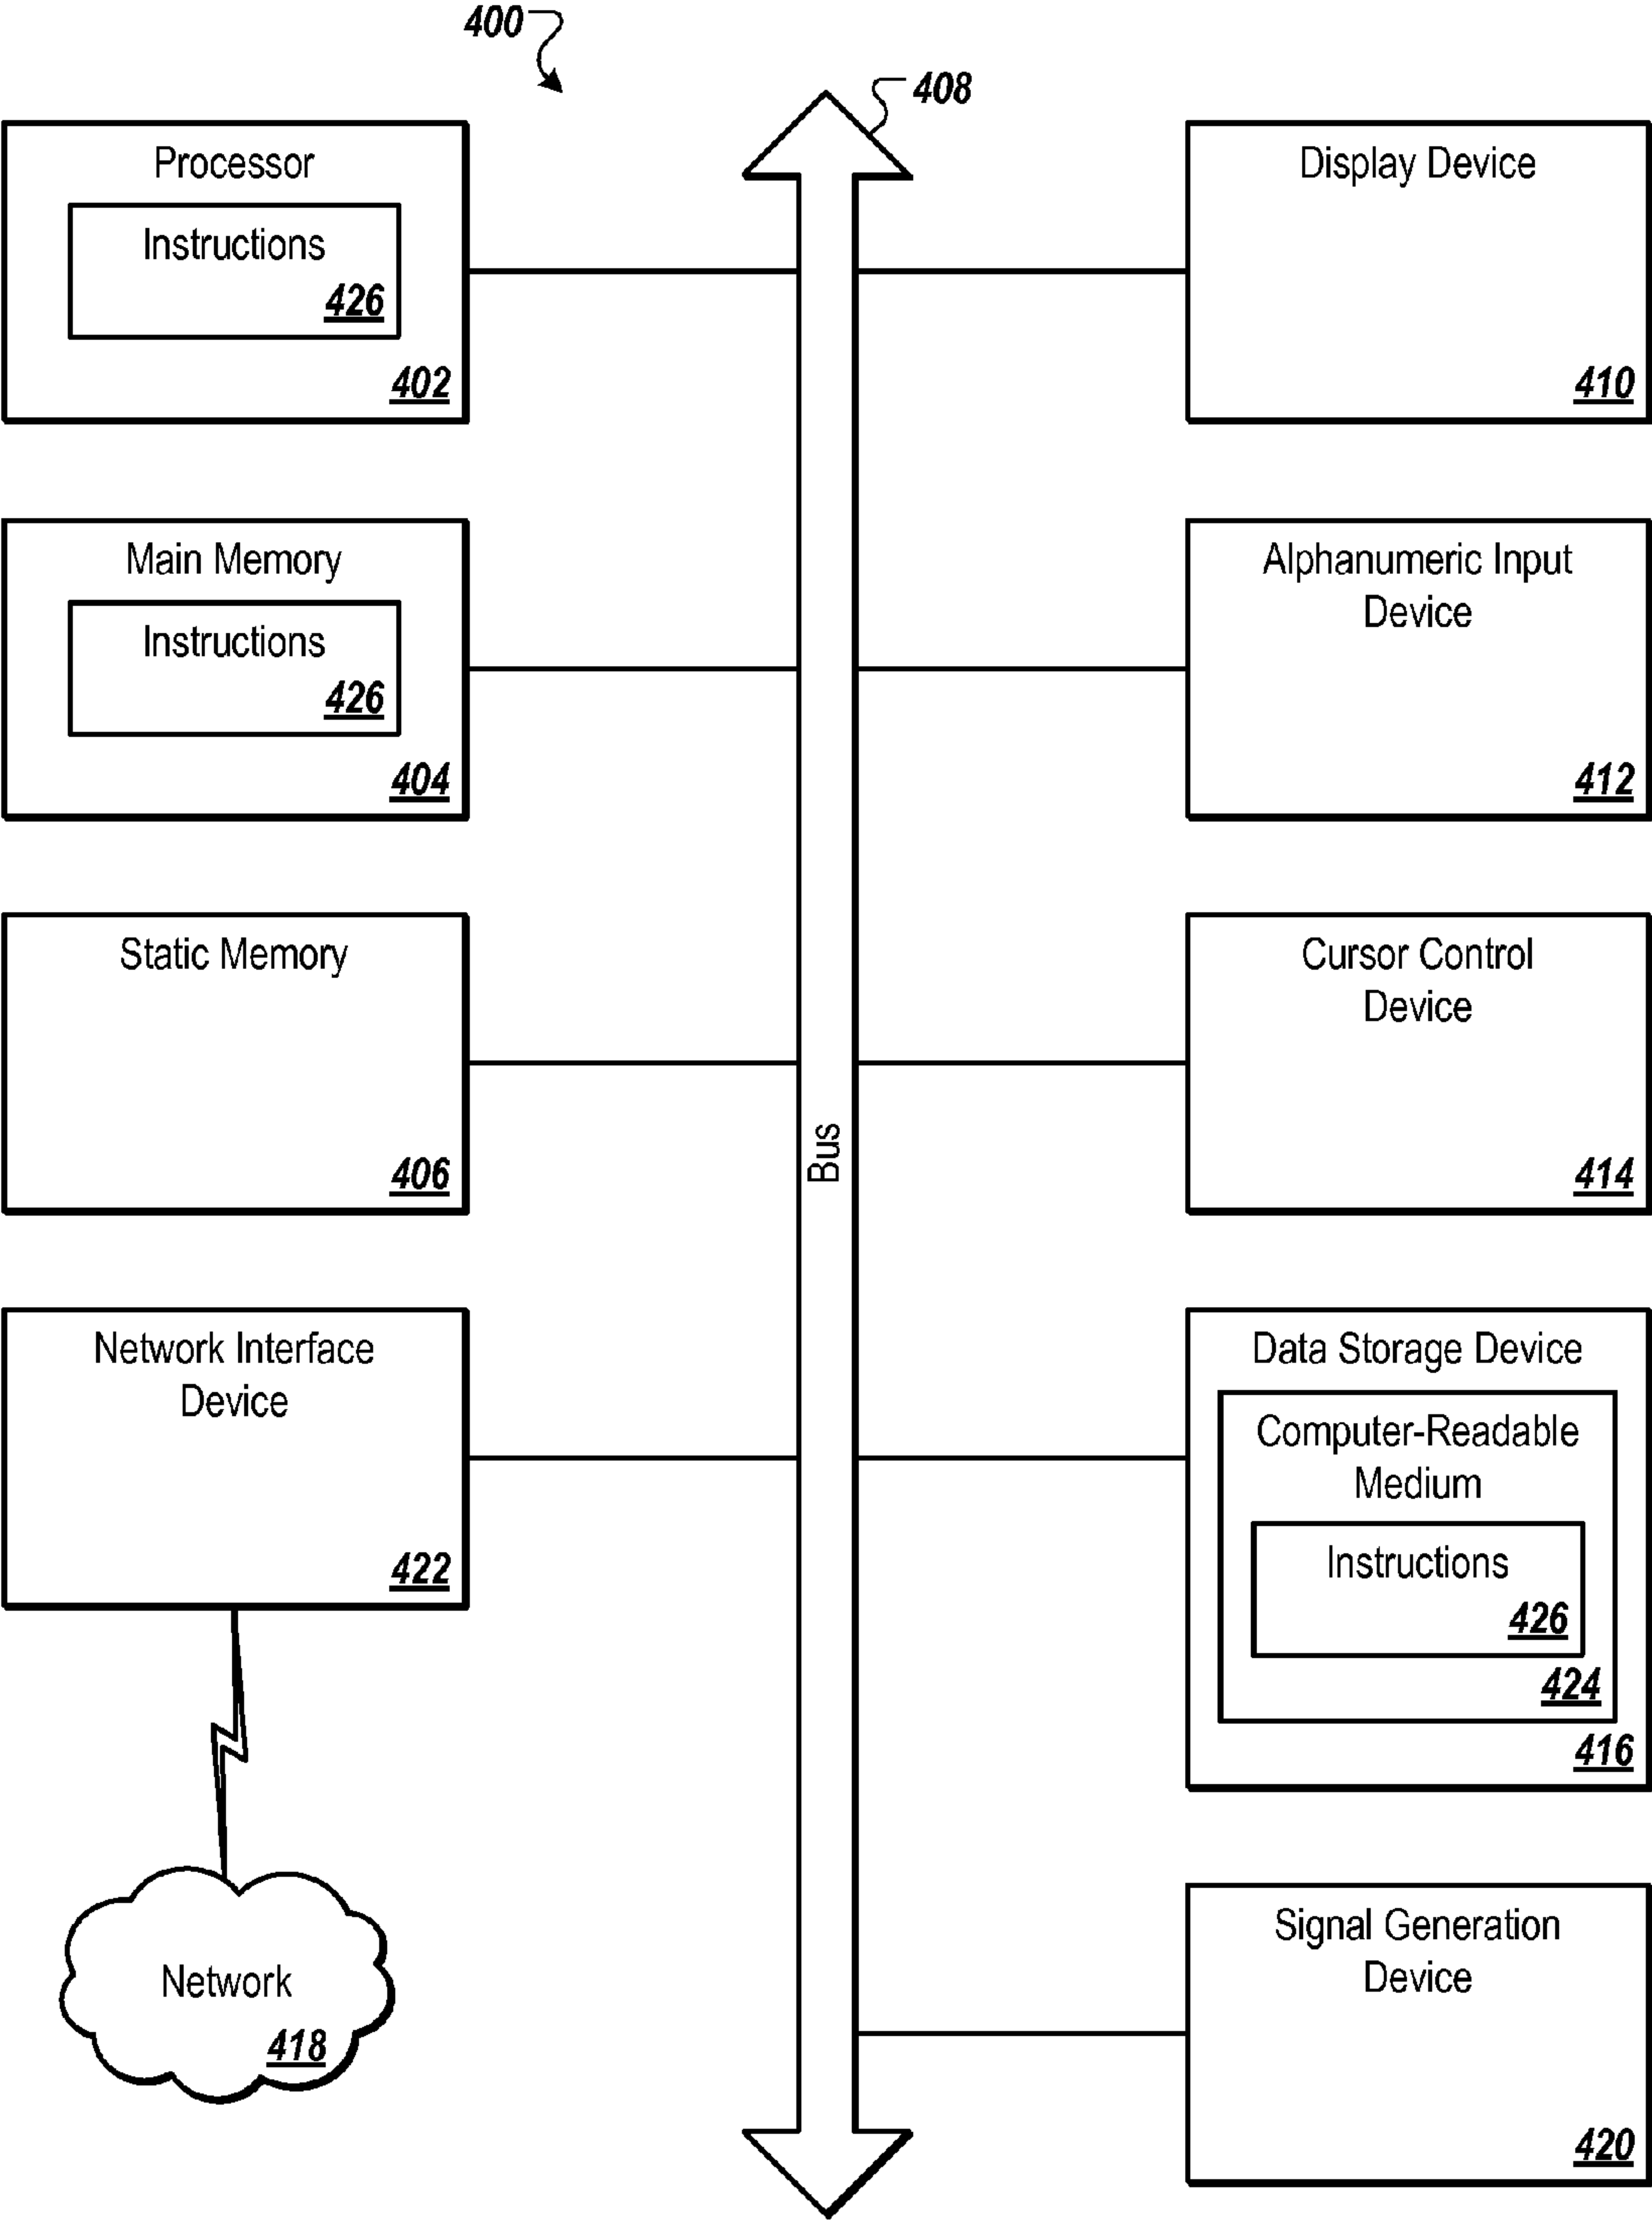 400
408
Processor
Instructions
426
402
Display Device
410
Main Memory
Instructions
426
404
Alphanumeric Input
Device
412
Static Memory
406
Cursor Control
Device
414
Bus
Network Interface
Device
422
Data Storage Device
Computer-Readable
Medium
Instructions
426
424
416
Network
418
Signal Generation
Device
420